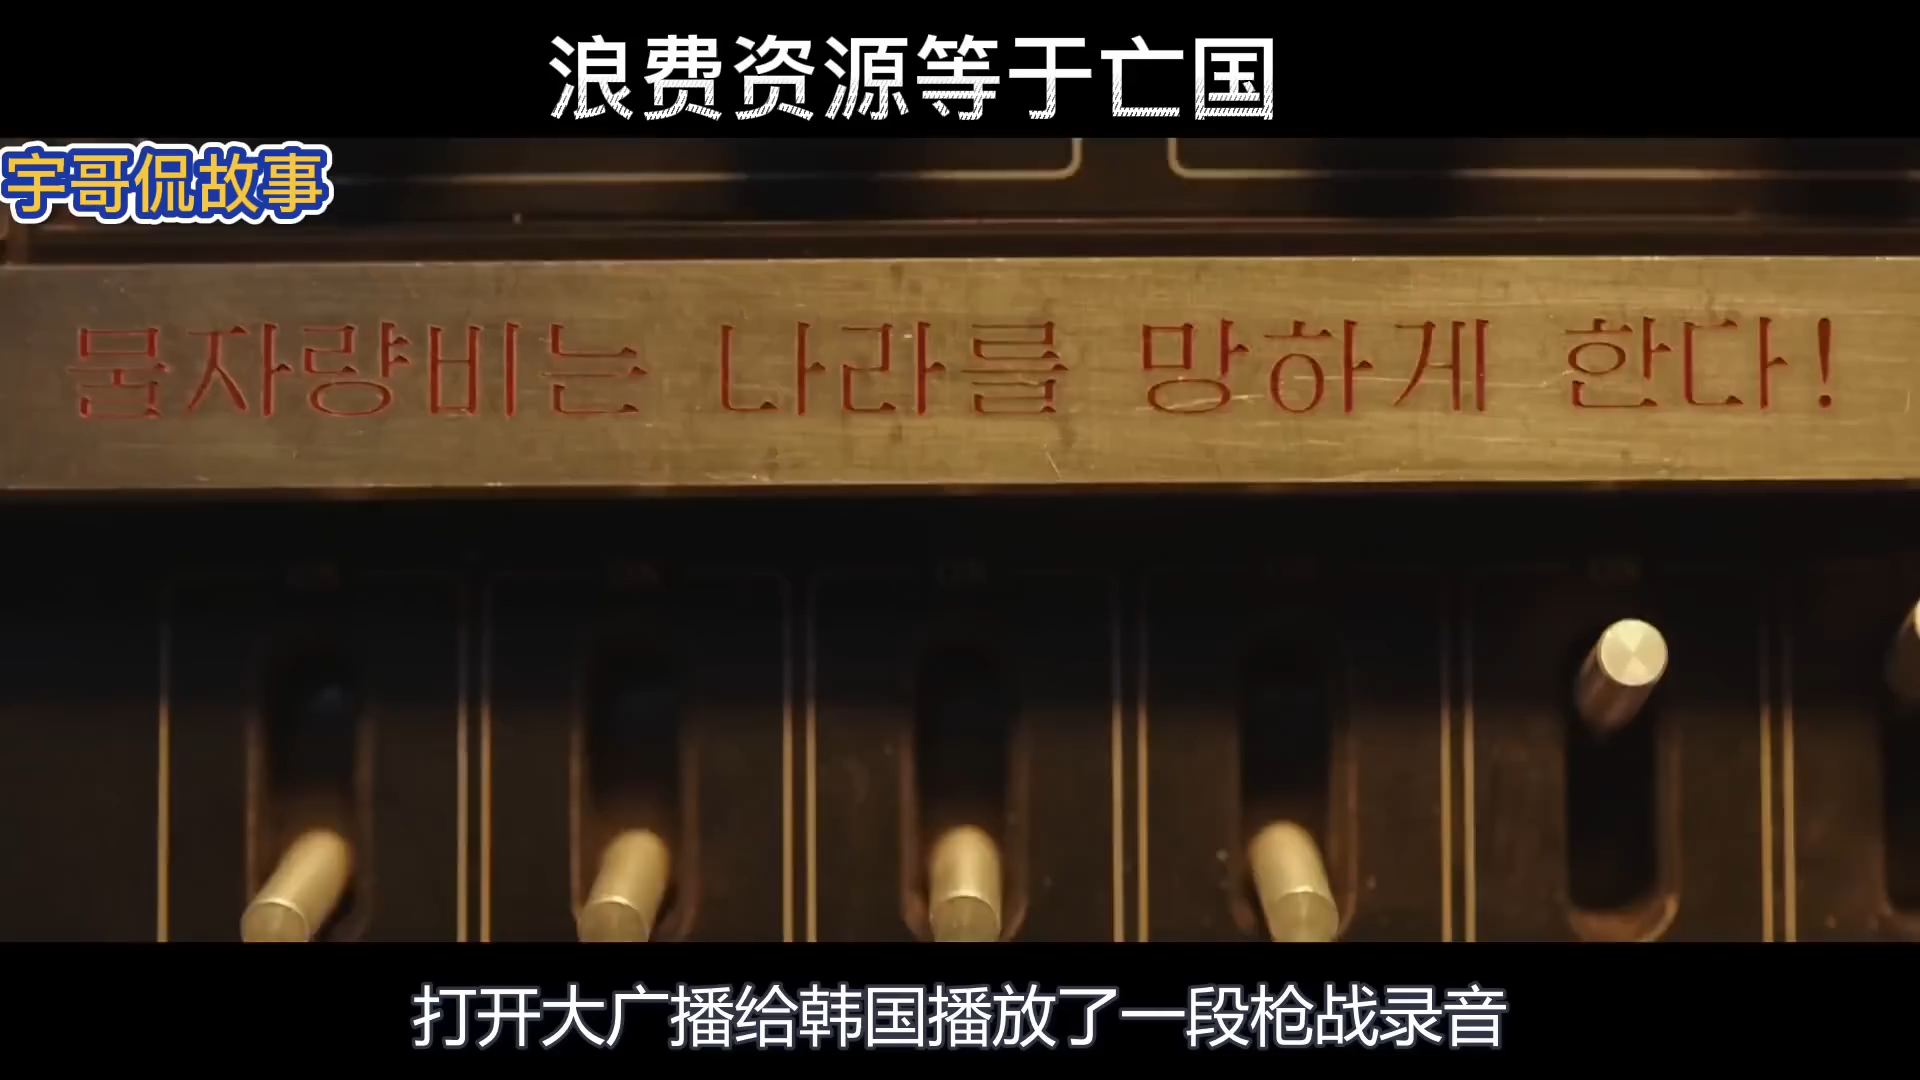 浪费资源等于亡国
宇哥侃故事
물자량비는 나라를 망하게 한다!
打开大广播给韩国播放了一段枪战录音